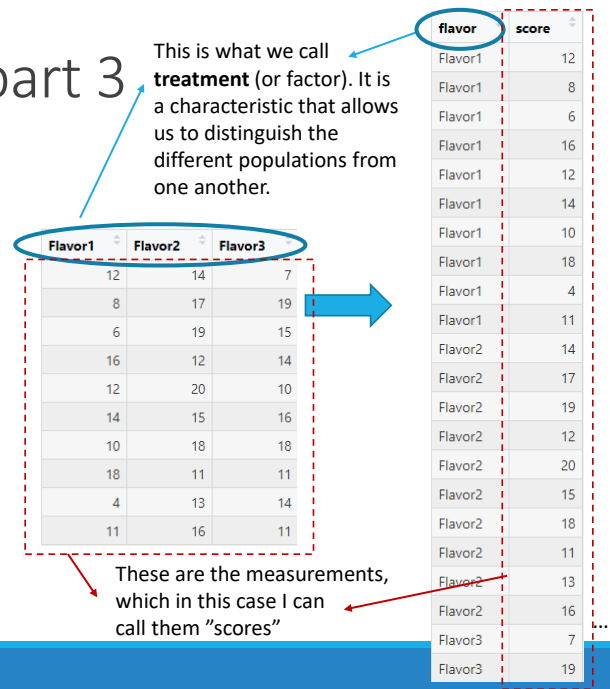 part 3
This is what we call
treatment (or factor). It is
a characteristic that allows
us to distinguish the
different populations from
one another.
Flavor1 Flavor2 Flavor3
12 14 7
8 17 19
6 19 15
16 12 14
12 20 10
14 15 16
10 18 18
18 11 11
4 13 14
11 16 11
These are the measurements,
which in this case I can
call them ”scores”
flavor score
Flavor1 12
Flavor1 8
Flavor1 6
Flavor1 16
Flavor1 12
Flavor1 14
Flavor1 10
Flavor1 18
Flavor1 4
Flavor1 11
Flavor2 14
Flavor2 17
Flavor2 19
Flavor2 12
Flavor2 20
Flavor2 15
Flavor2 18
Flavor2 11
Flavor2 13
Flavor2 16
Flavor3 7
Flavor3 19
...